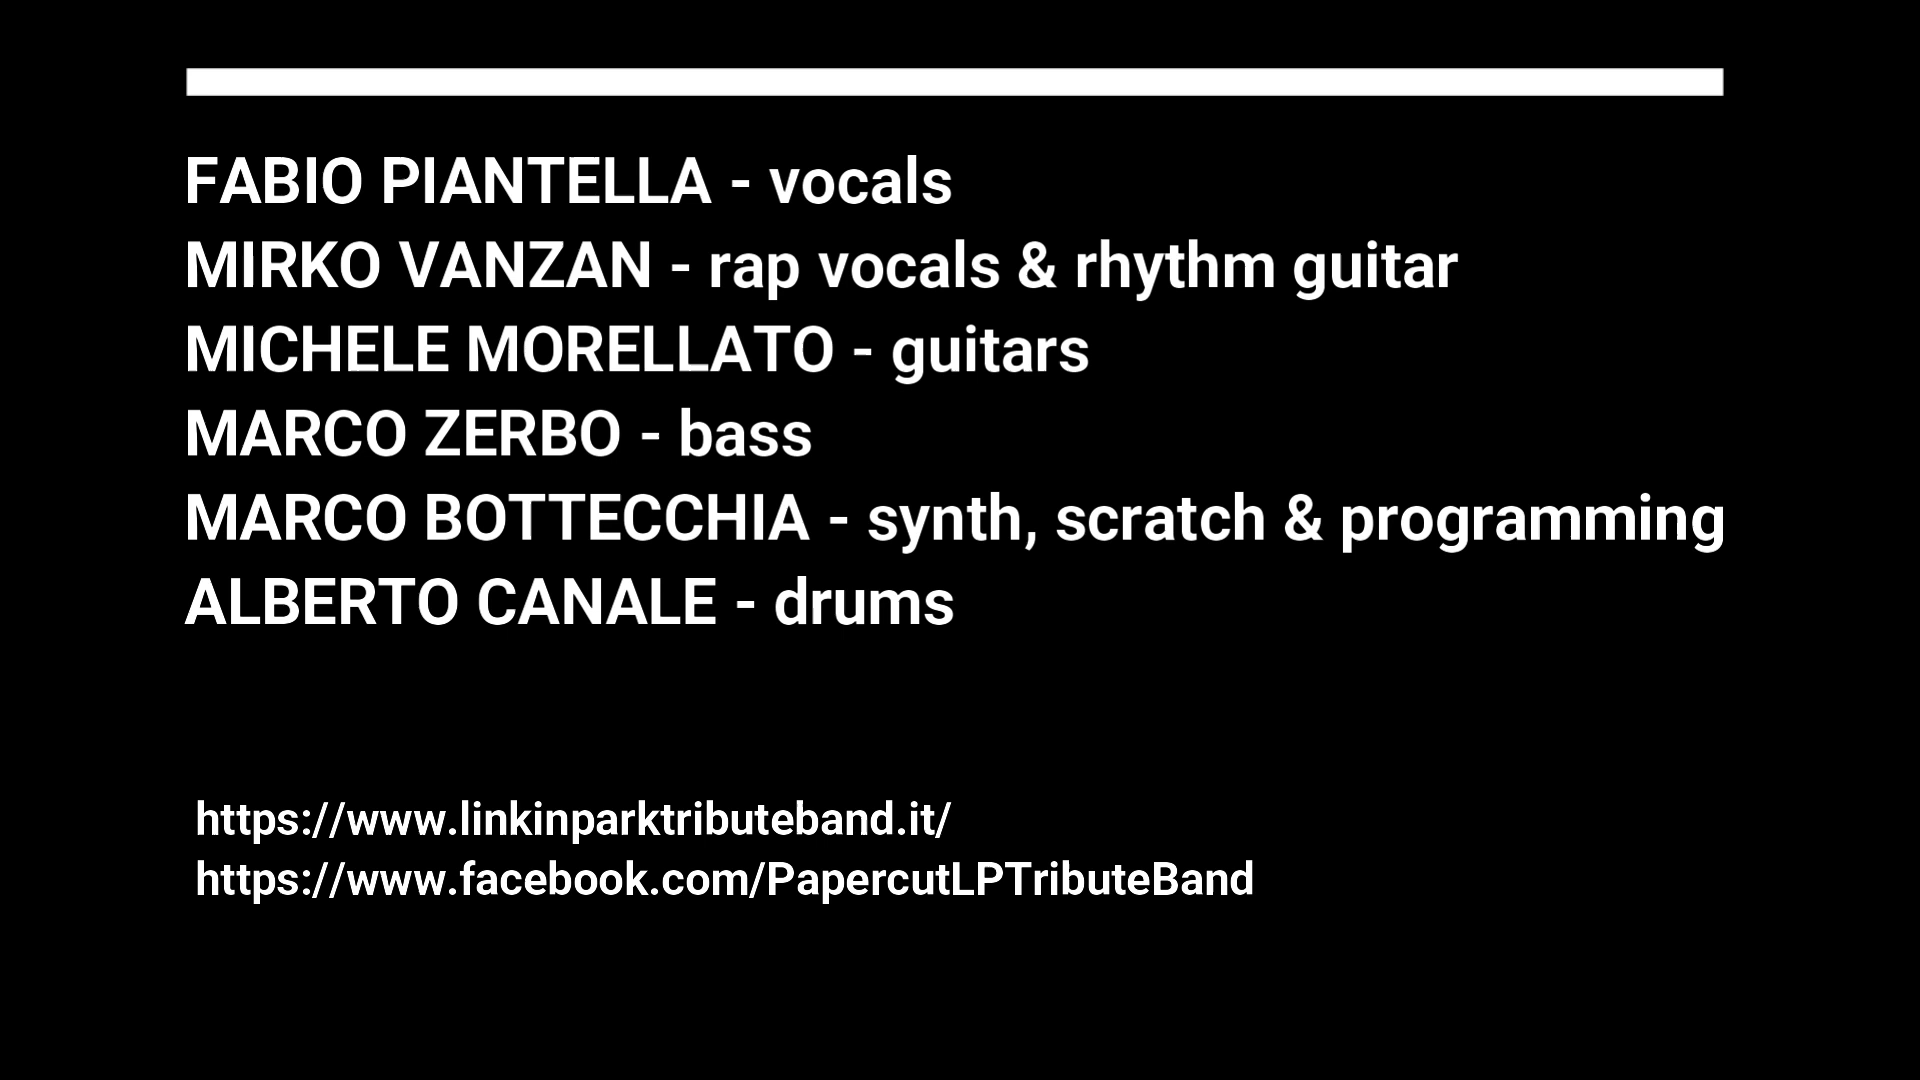 FABIO PIANTELLA - vocals
MIRKO VANZAN - rap vocals & rhythm guitar
MICHELE MORELLATO - guitars
MARCO ZERBO - bass
MARCO BOTTECCHIA - synth, scratch & programming
ALBERTO CANALE - drums
https://www.linkinparktributeband.it/
https://www.facebook.com/PapercutLPTributeBand